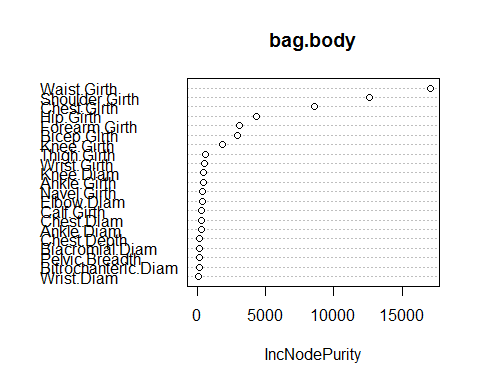 bag.body
Waist.Girth
Shoulder.Girth
Chest.Girth
Hip.Girth
Forearm.Girth
Bicep.Girth
Knee.Girth
Thigh.Girth
Wrist.Girth
Knee.Diam
Ankle.Girth
Navel.Girth
Elbow.Diam
Calf.Girth
Chest.Diam
Ankle.Diam
Chest.Depth
Biacromial.Diam
Pelvic.Breadth
Bitrochanteric.Diam
Wrist.Diam
0 5000 10000 15000
IncNodePurity